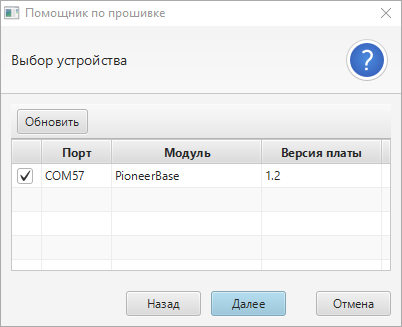 Помощник по прошивке
Выбор устройства
?
Обновить
Порт Модуль Версия платы
COM57 PioneerBase 1.2
Назад Далее Отмена